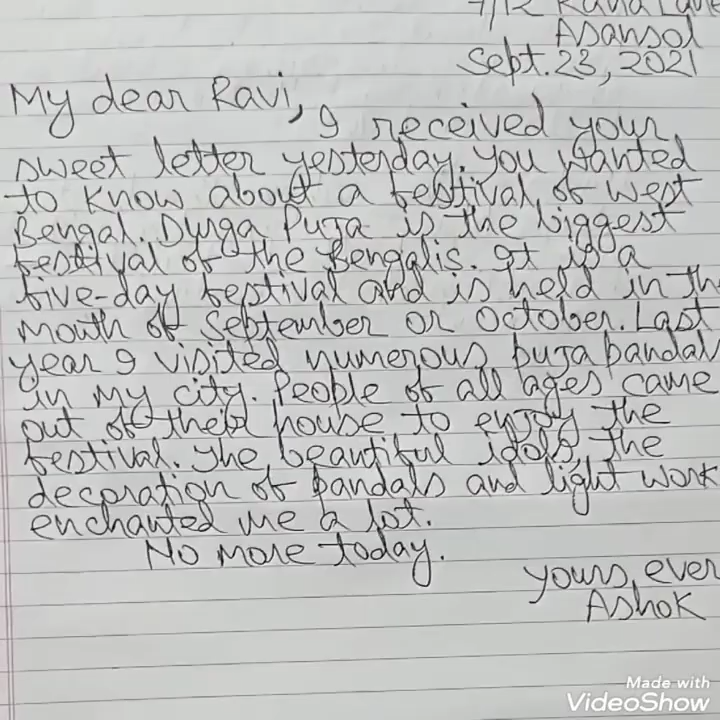 7/12
Asansol
Sept. 23, 2021
My dear Ravi,
I received your
sweet letter yesterday. You wanted
to know about a festival of West
Bengal. Durga Puja is the biggest
festival of the Bengalis. It is a
five-day festival and is held in th
month of September or October. Last
year I visited numerous puja pandals
in my city. People of all ages came
out of their house to enjoy the
festival. The beautiful idols, the
decoration of pandals and light work
enchanted me a lot.
No more today.
yours, ever
Ashok
Made with
VideoShow